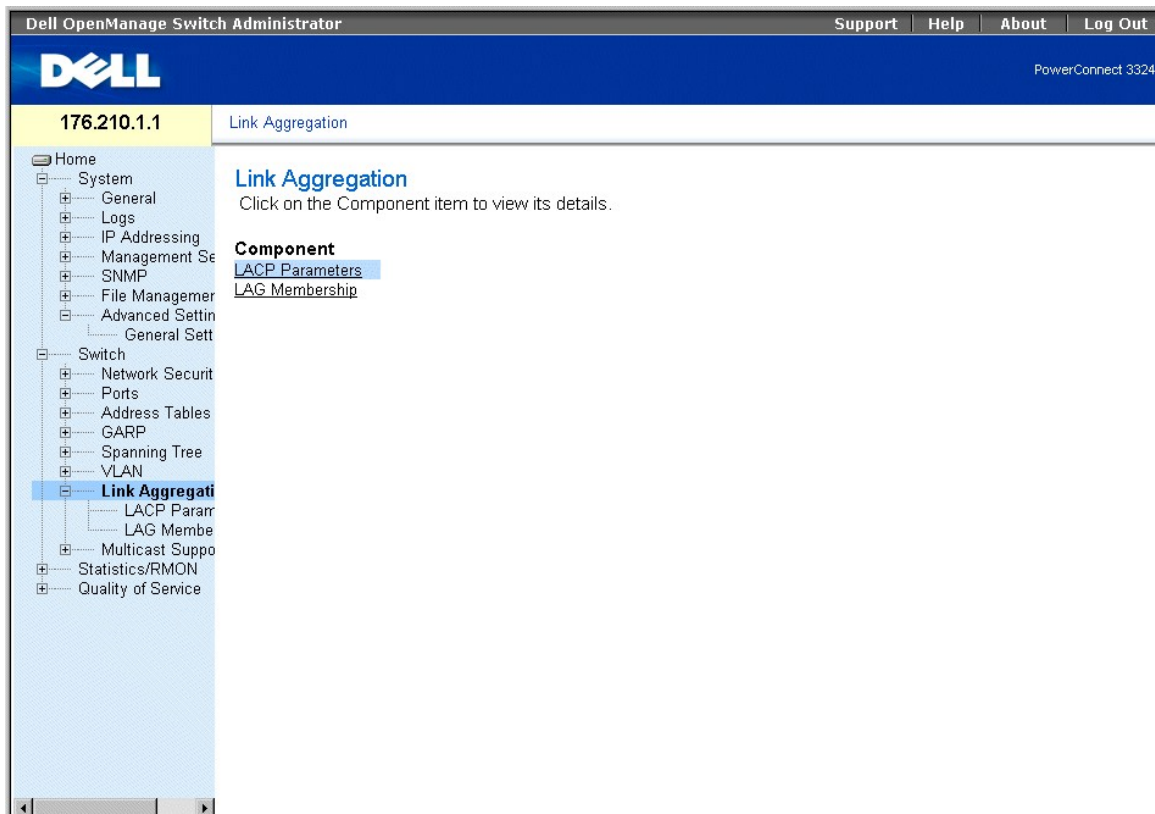 Dell OpenManage Switch Administrator
Support Help About Log Out
DELL
PowerConnect 3324
176.210.1.1
Link Aggregation
Home
System
General
Logs
IP Addressing
Management Se
SNMP
File Managemer
Advanced Settin
General Sett
Switch
Network Securit
Ports
Address Tables
GARP
Spanning Tree
VLAN
Link Aggregati
LACP Param
LAG Membe
Multicast Suppo
Statistics/RMON
Quality of Service
Link Aggregation
Click on the Component item to view its details.
Component
LACP Parameters
LAG Membership